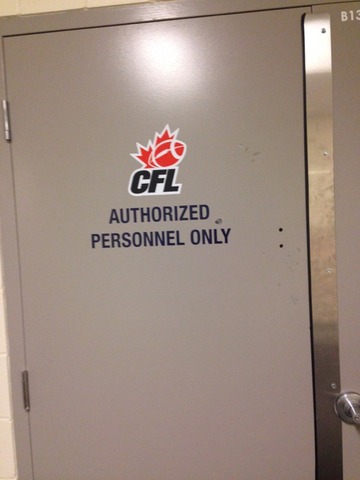 B13
CFL
AUTHORIZED
PERSONNEL ONLY